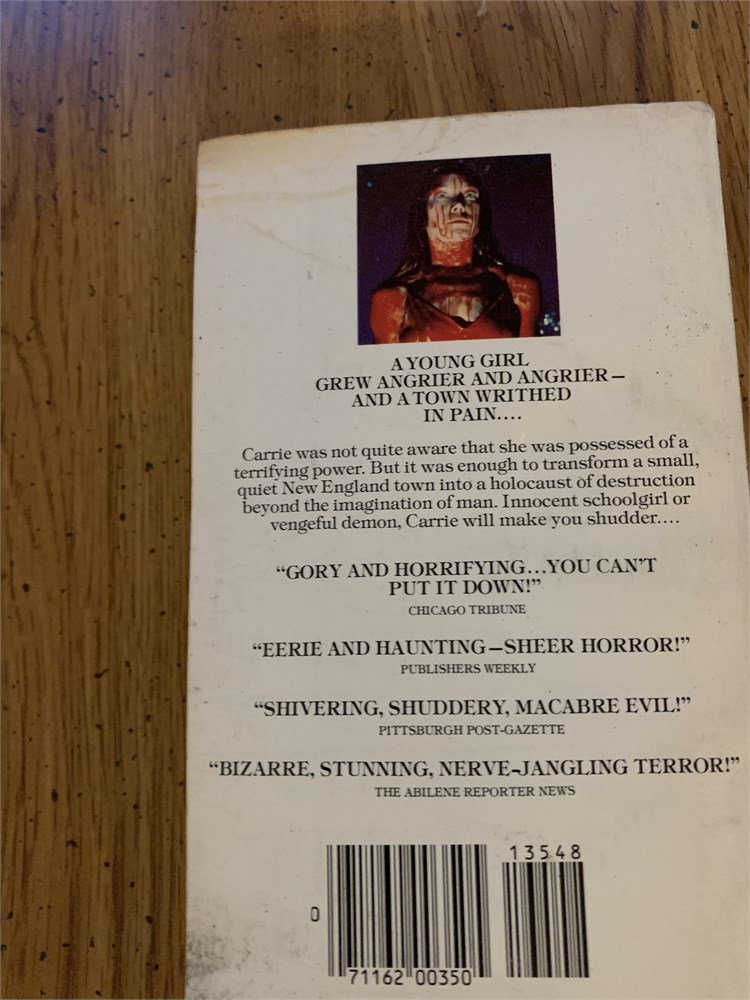 A YOUNG GIRL
GREW ANGRIER AND ANGRIER—
AND A TOWN WRITHED
IN PAIN....
Carrie was not quite aware that she was possessed of a
terrifying power. But it was enough to transform a small,
quiet New England town into a holocaust of destruction
beyond the imagination of man. Innocent schoolgirl or
vengeful demon, Carrie will make you shudder....
“GORY AND HORRIFYING...YOU CAN’T
PUT IT DOWN!”
CHICAGO TRIBUNE
“EERIE AND HAUNTING—SHEER HORROR!”
PUBLISHERS WEEKLY
“SHIVERING, SHUDDERY, MACABRE EVIL!”
PITTSBURGH POST-GAZETTE
“BIZARRE, STUNNING, NERVE-JANGLING TERROR!”
THE ABILENE REPORTER NEWS
13548
0
71162 00350